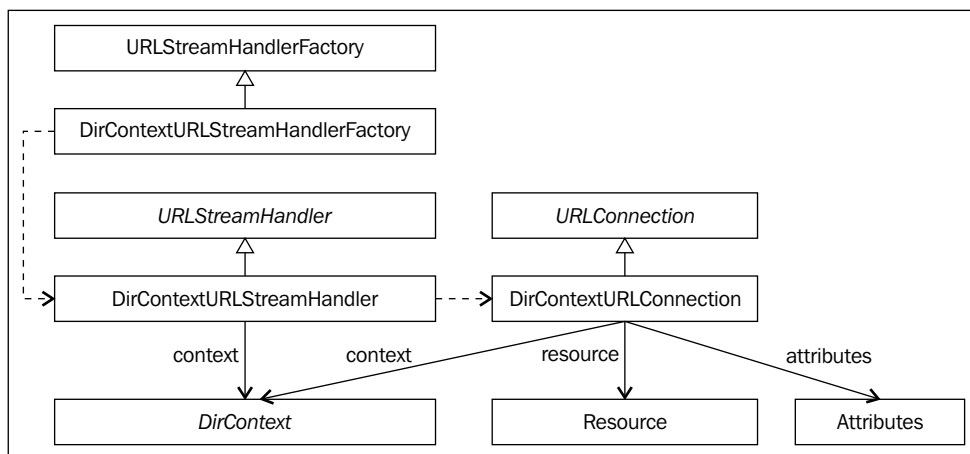 URLStreamHandlerFactory
DirContextURLStreamHandlerFactory
URLStreamHandler
URLConnection
DirContextURLStreamHandler
DirContextURLConnection
context
context
resource
attributes
DirContext
Resource
Attributes